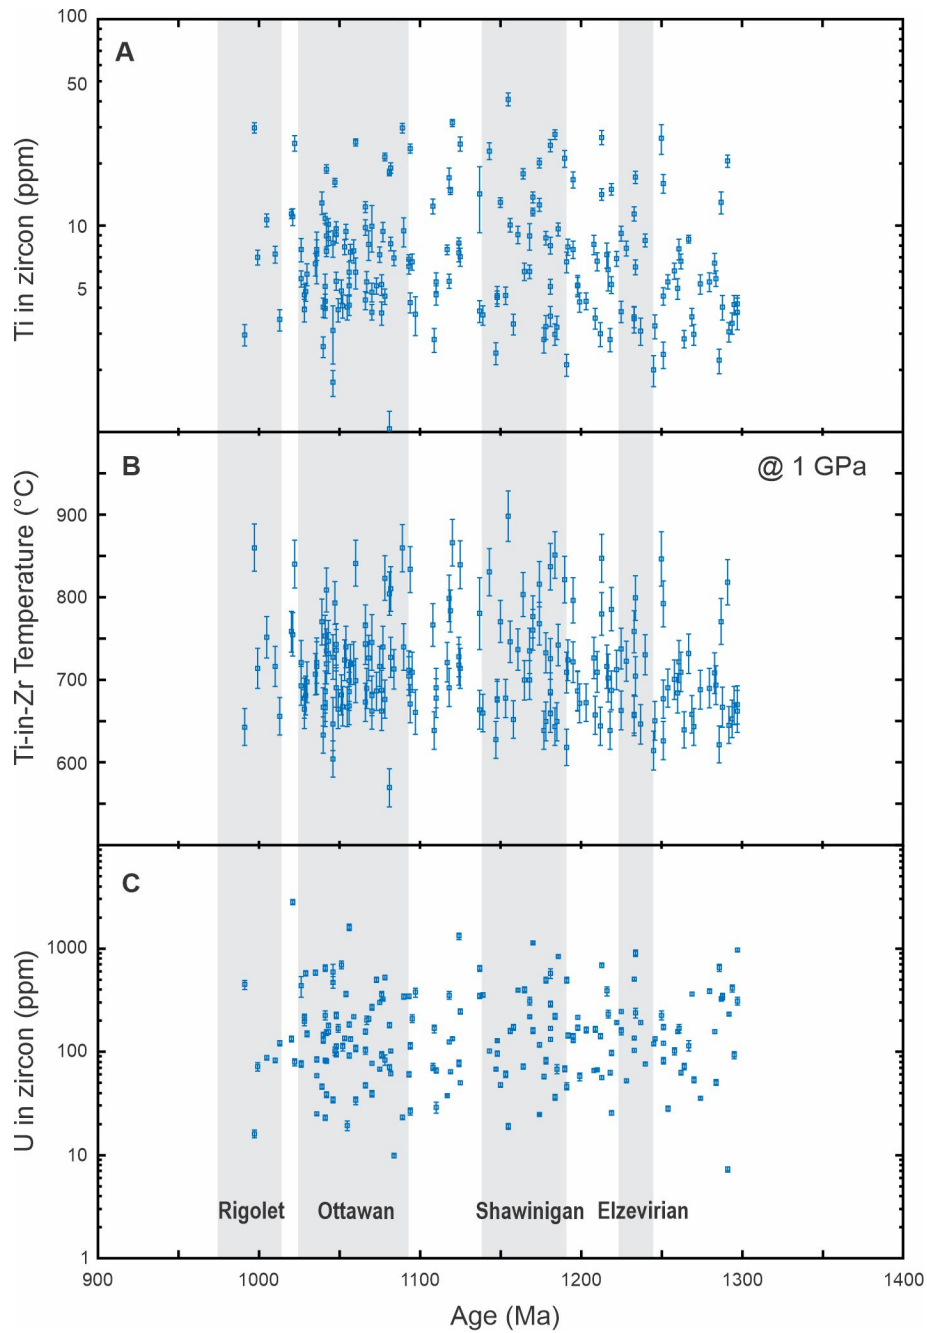 A
Ti in zircon (ppm)
100
50
10
5
B
@ 1 GPa
Ti-in-Zr Temperature (°C)
900
800
700
600
C
U in zircon (ppm)
1000
100
10
1
Rigolet Ottawan Shawinigan Elzevirian
900 1000 1100 1200 1300 1400
Age (Ma)